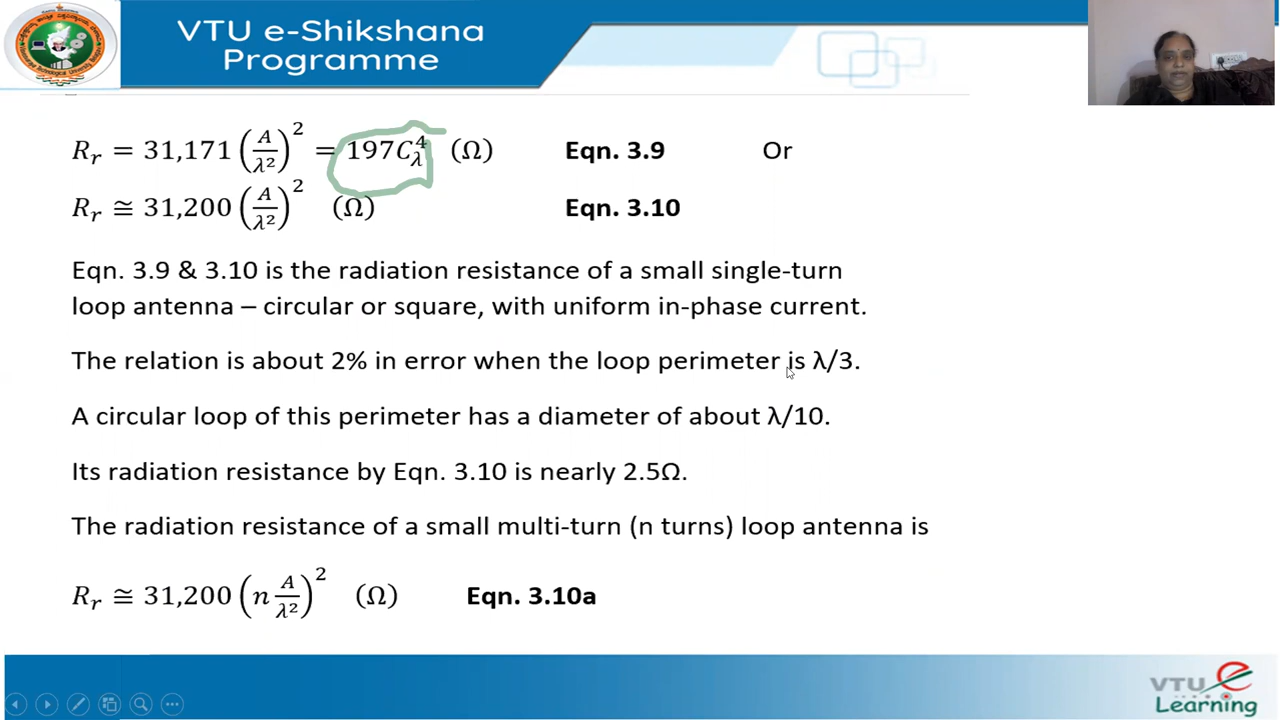 VTU e-Shikshana
Programme
R_r = 31,171 (A/λ²)² = 197C_λ⁴ (Ω) Eqn. 3.9 Or
R_r ≅ 31,200 (A/λ²)² (Ω) Eqn. 3.10
Eqn. 3.9 & 3.10 is the radiation resistance of a small single-turn
loop antenna – circular or square, with uniform in-phase current.
The relation is about 2% in error when the loop perimeter is λ/3.
A circular loop of this perimeter has a diameter of about λ/10.
Its radiation resistance by Eqn. 3.10 is nearly 2.5Ω.
The radiation resistance of a small multi-turn (n turns) loop antenna is
R_r ≅ 31,200 (n A/λ²)² (Ω) Eqn. 3.10a
VTU e
Learning